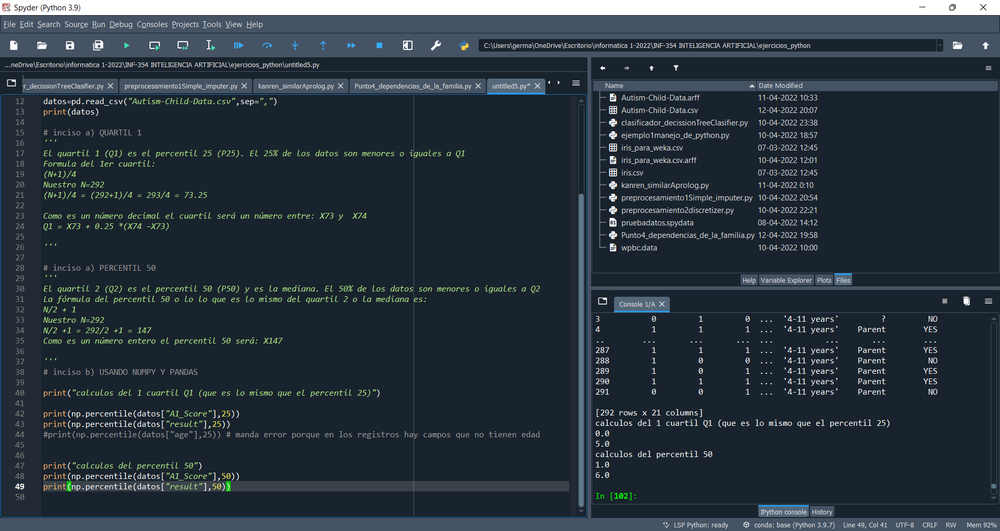 Spyder (Python 3.9)
File Edit Search Source Run Debug Consoles Projects Tools View Help
C:\Users\germa\OneDrive\Escritorio\informatica 1-2022\INF-354 INTELIGENCIA ARTIFICIAL\ejercicios_python
...neDrive\Escritorio\informatica 1-2022\INF-354 INTELIGENCIA ARTIFICIAL\ejercicios_python\untitled5.py
r_decissionTreeClasifier.py preprocesamiento1Simple_imputer.py kanren_similarAprolog.py Punto4_dependencias_de_la_familia.py untitled5.py*
12 datos=pd.read_csv("Autism-Child-Data.csv",sep=",")
13 print(datos)
14
15 # inciso a) QUARTIL 1
16 '''
17 El quartil 1 (Q1) es el percentil 25 (P25). El 25% de los datos son menores o iguales a Q1
18 Formula del 1er cuartil:
19 (N+1)/4
20 Nuestro N=292
21 (N+1)/4 = (292+1)/4 = 293/4 = 73.25
22
23 Como es un número decimal el cuartil será un número entre: X73 y  X74
24 Q1 = X73 + 0.25 *(X74 –X73)
25
26 '''
27
28 # inciso a) PERCENTIL 50
29 '''
30 El quartil 2 (Q2) es el percentil 50 (P50) y es la mediana. El 50% de los datos son menores o iguales a Q2
31 La fórmula del percentil 50 o lo lo que es lo mismo del quartil 2 o la mediana es:
32 N/2 + 1
33 Nuestro N=292
34 N/2 +1 = 292/2 +1 = 147
35 Como es un número entero el percentil 50 será: X147
36
37 '''
38 # inciso b) USANDO NUMPY Y PANDAS
39
40 print("calculos del 1 cuartil Q1 (que es lo mismo que el percentil 25)")
41
42 print(np.percentile(datos["A1_Score"],25))
43 print(np.percentile(datos["result"],25))
44 #print(np.percentile(datos["age"],25)) # manda error porque en los registros hay campos que no tienen edad
45
46
47 print("calculos del percentil 50")
48 print(np.percentile(datos["A1_Score"],50))
49 print(np.percentile(datos["result"],50))
50
Name Date Modified
Autism-Child-Data.arff 11-04-2022 10:33
Autism-Child-Data.csv 12-04-2022 20:07
clasificador_decissionTreeClasifier.py 10-04-2022 23:38
ejemplo1manejo_de_python.py 10-04-2022 18:57
iris_para_weka.csv 07-03-2022 12:45
iris_para_weka.csv.arff 10-04-2022 12:01
iris.csv 07-03-2022 12:45
kanren_similarAprolog.py 11-04-2022 0:10
preprocesamiento1Simple_imputer.py 10-04-2022 20:54
preprocesamiento2discretizer.py 10-04-2022 22:21
01 pruebadatos.spydata 08-04-2022 14:12
Punto4_dependencias_de_la_familia.py 12-04-2022 19:58
wpbc.data 10-04-2022 10:00
Help Variable Explorer Plots Files
Console 1/A
3 0 1 0 ... '4-11 years' ? NO
4 1 1 1 ... '4-11 years' Parent YES
.. ... ... ... ... ... ... ...
287 1 1 1 ... '4-11 years' Parent YES
288 1 0 0 ... '4-11 years' Parent NO
289 1 0 1 ... '4-11 years' Parent YES
290 1 1 1 ... '4-11 years' Parent YES
291 0 0 1 ... '4-11 years' Parent NO
[292 rows x 21 columns]
calculos del 1 cuartil Q1 (que es lo mismo que el percentil 25)
0.0
5.0
calculos del percentil 50
1.0
6.0
In [102]:
IPython console History
LSP Python: ready conda: base (Python 3.9.7) Line 49, Col 41 UTF-8 CRLF RW Mem 92%